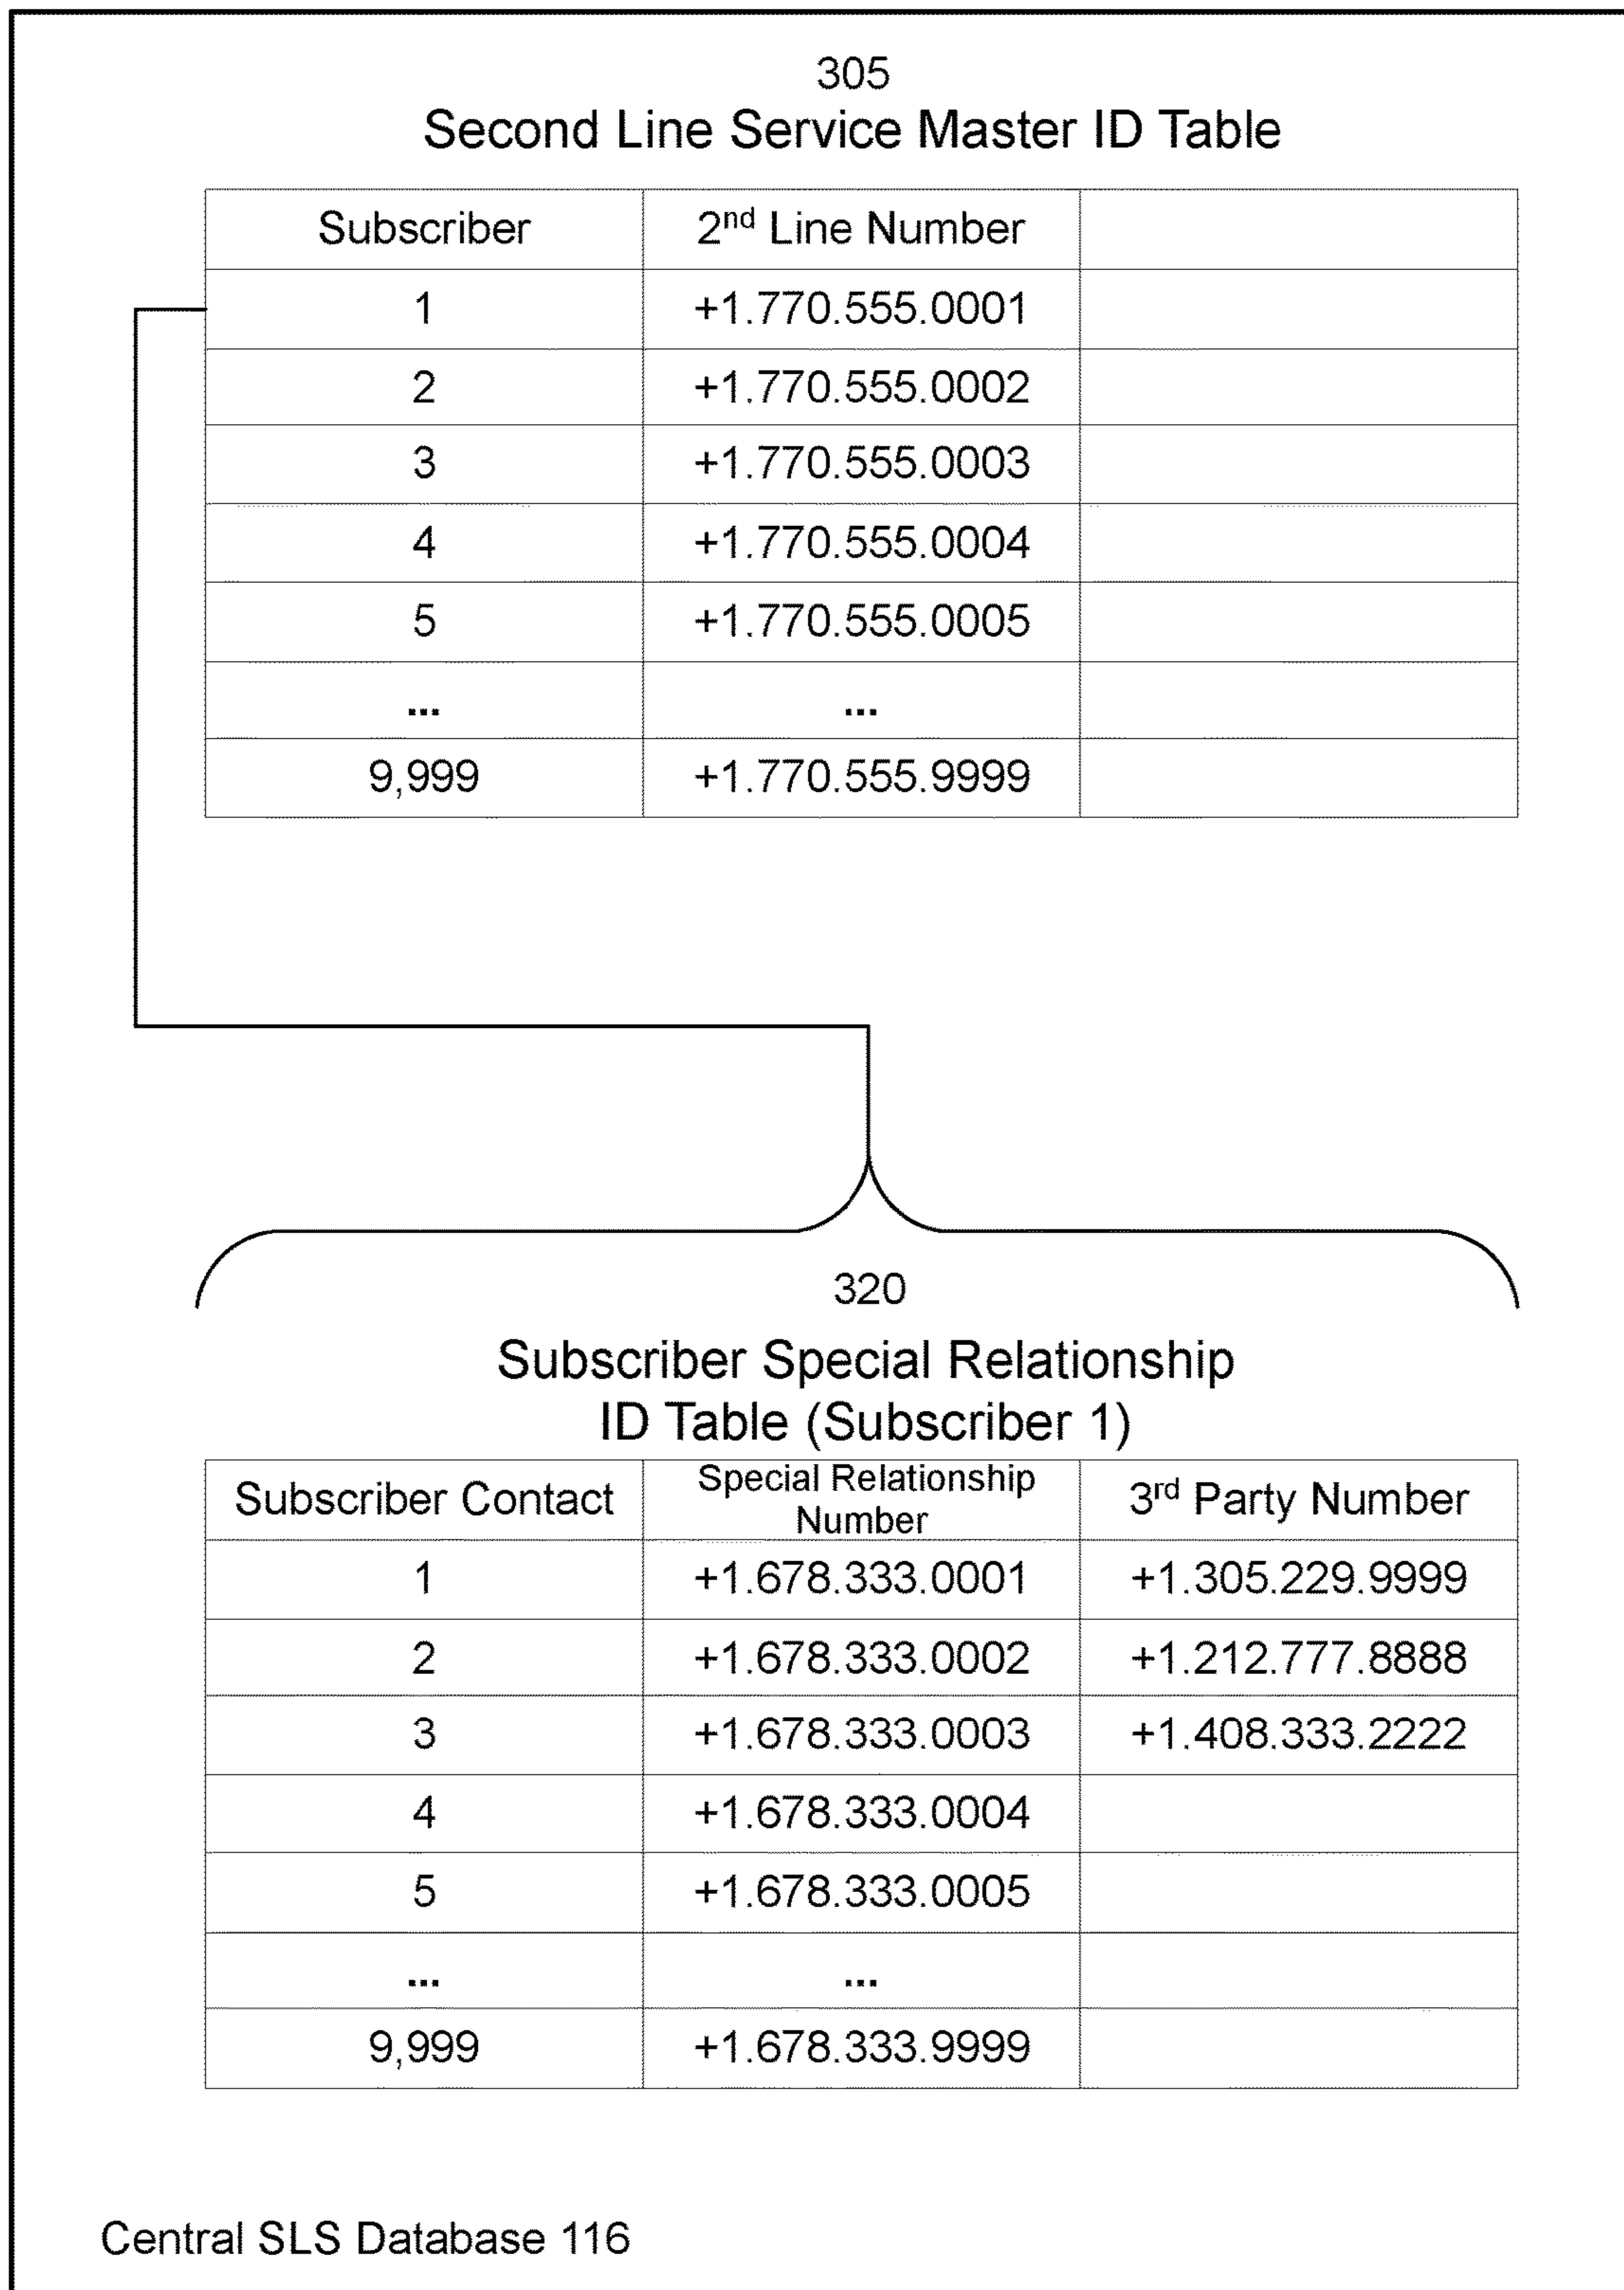 305
Second Line Service Master ID Table
Subscriber 2nd Line Number
1 +1.770.555.0001
2 +1.770.555.0002
3 +1.770.555.0003
4 +1.770.555.0004
5 +1.770.555.0005
... ...
9,999 +1.770.555.9999
320
Subscriber Special Relationship
ID Table (Subscriber 1)
Subscriber Contact Special Relationship Number 3rd Party Number
1 +1.678.333.0001 +1.305.229.9999
2 +1.678.333.0002 +1.212.777.8888
3 +1.678.333.0003 +1.408.333.2222
4 +1.678.333.0004
5 +1.678.333.0005
... ...
9,999 +1.678.333.9999
Central SLS Database 116